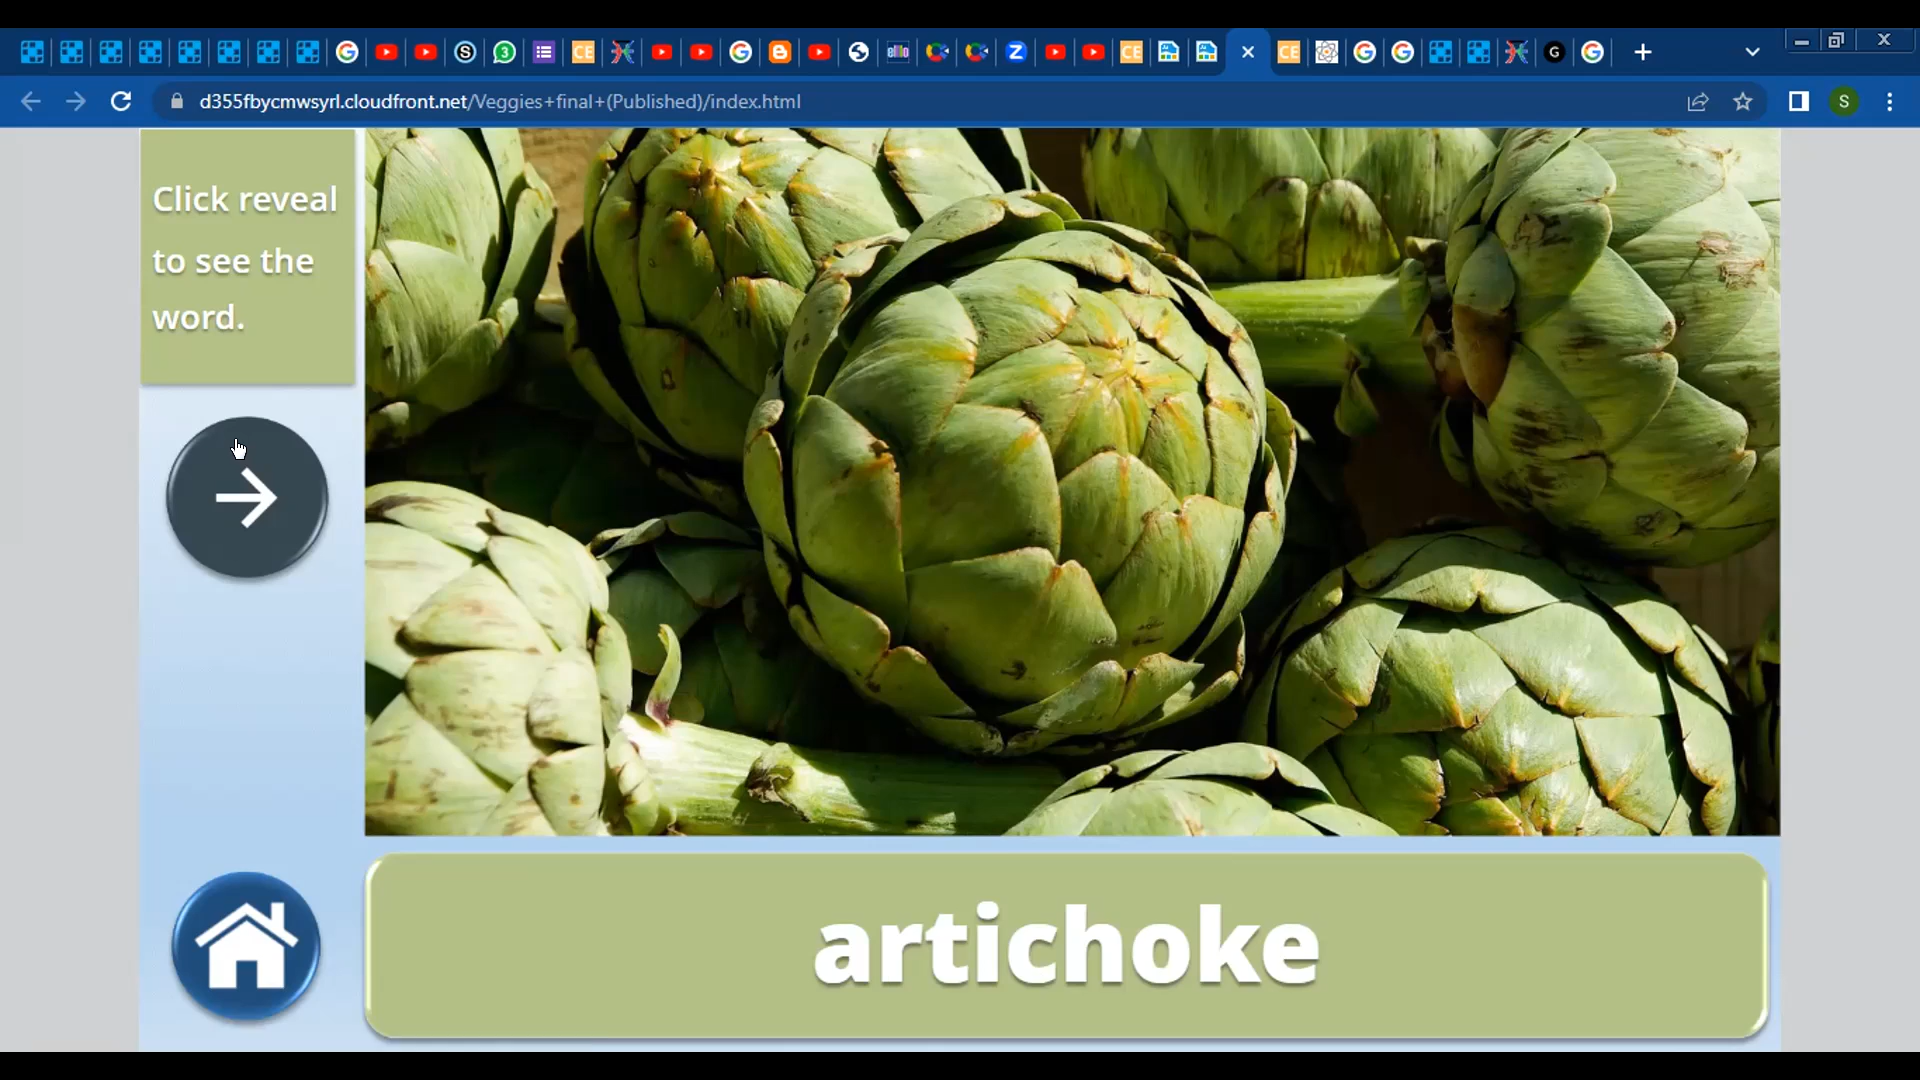 d355fbycmwsyrl.cloudfront.net/Veggies+final+(Published)/index.html
S
Click reveal
to see the
word.
artichoke